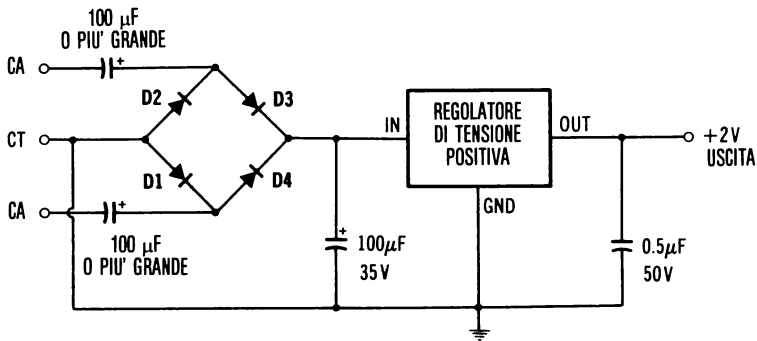 100 µF
O PIU' GRANDE
CA
+
D2
D3
CT
D1
D4
CA
+
100 µF
O PIU' GRANDE
IN
REGOLATORE
DI TENSIONE
POSITIVA
OUT
GND
+2V
USCITA
+
100µF
35V
0.5µF
50V